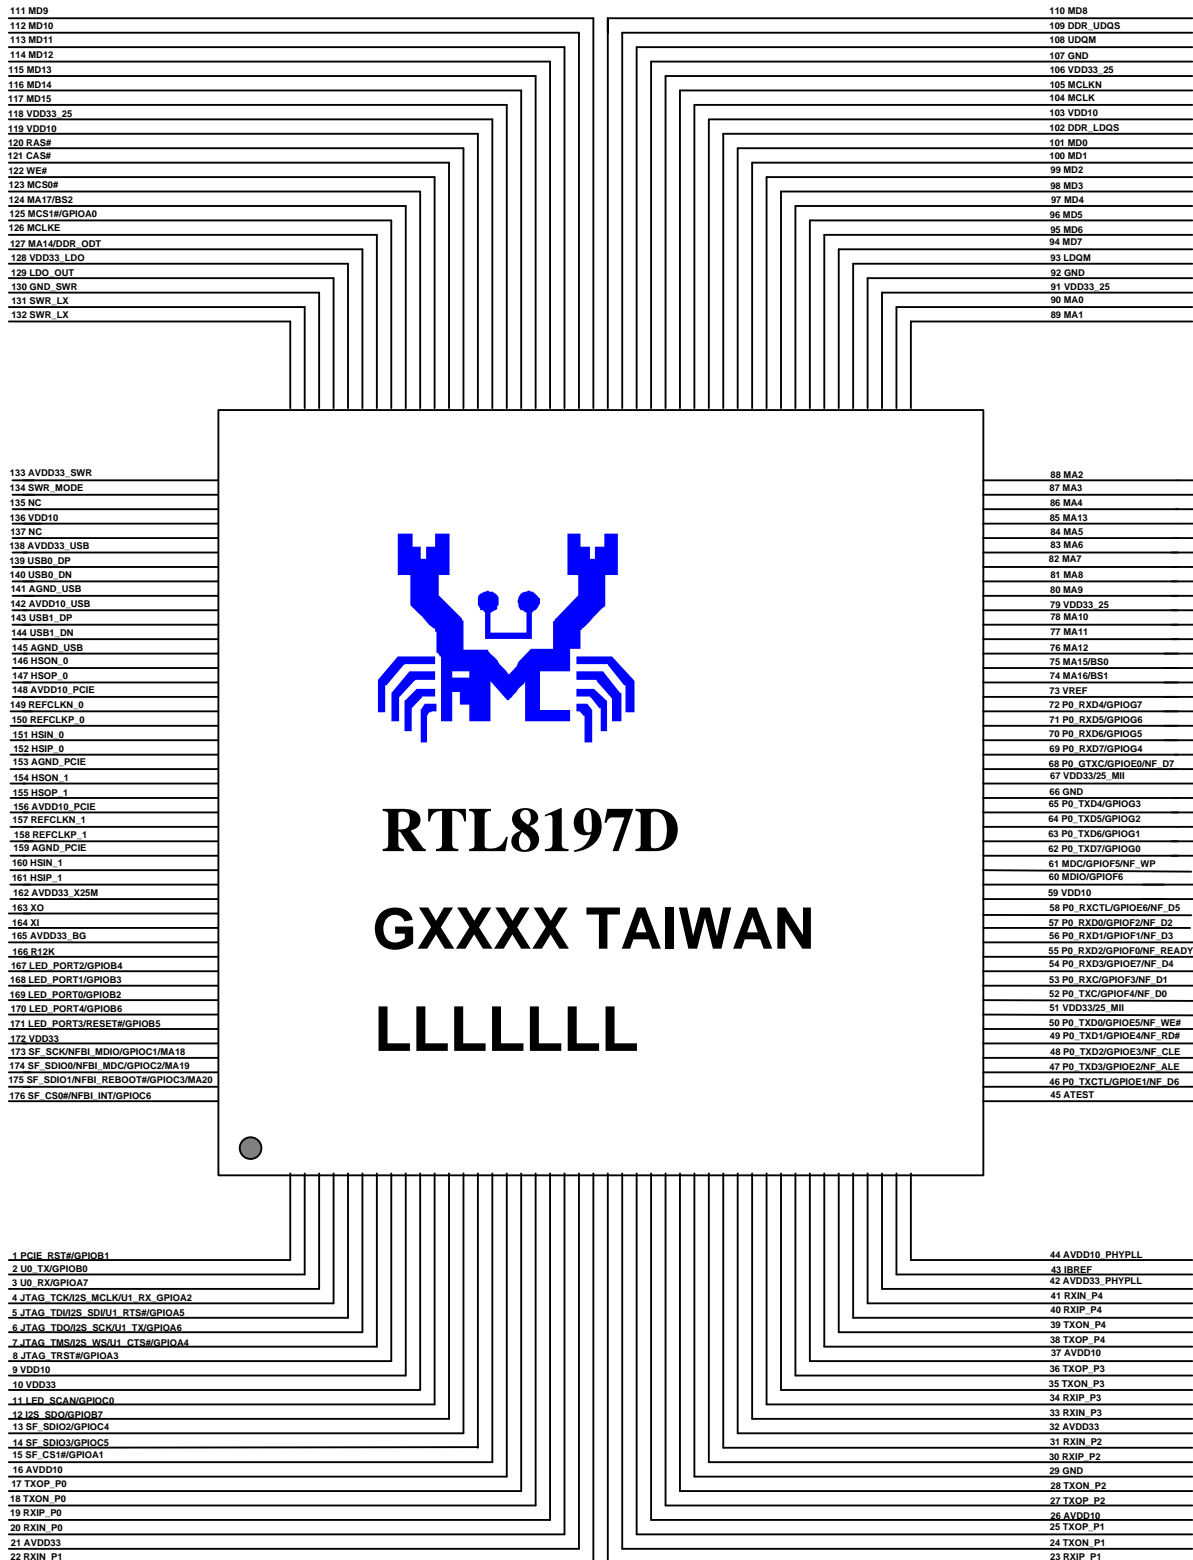 111 MD9
112 MD10
113 MD11
114 MD12
115 MD13
116 MD14
117 MD15
118 VDD33_25
119 VDD10
120 RAS#
121 CAS#
122 WE#
123 MCS0#
124 MA17/BS2
125 MCS1#/GPIOA0
126 MCLKE
127 MA14/DDR_ODT
128 VDD33_LDO
129 LDO_OUT
130 GND_SWR
131 SWR_LX
132 SWR_LX
110 MD8
109 DDR_UDQS
108 UDQM
107 GND
106 VDD33_25
105 MCLKN
104 MCLK
103 VDD10
102 DDR_LDQS
101 MD0
100 MD1
99 MD2
98 MD3
97 MD4
96 MD5
95 MD6
94 MD7
93 LDQM
92 GND
91 VDD33_25
90 MA0
89 MA1
133 AVDD33_SWR
134 SWR_MODE
135 NC
136 VDD10
137 NC
138 AVDD33_USB
139 USB0_DP
140 USB0_DN
141 AGND_USB
142 AVDD10_USB
143 USB1_DP
144 USB1_DN
145 AGND_USB
146 HSON_0
147 HSOP_0
148 AVDD10_PCIE
149 REFCLKN_0
150 REFCLKP_0
151 HSIN_0
152 HSIP_0
153 AGND_PCIE
154 HSON_1
155 HSOP_1
156 AVDD10_PCIE
157 REFCLKN_1
158 REFCLKP_1
159 AGND_PCIE
160 HSIN_1
161 HSIP_1
162 AVDD33_X25M
163 XO
164 XI
165 AVDD33_BG
166 R12K
167 LED_PORT2/GPIOB4
168 LED_PORT1/GPIOB3
169 LED_PORT0/GPIOB2
170 LED_PORT4/GPIOB6
171 LED_PORT3/RESET#/GPIOB5
172 VDD33
173 SF_SCK/NFBI_MDIO/GPIOC1/MA18
174 SF_SDIO0/NFBI_MDC/GPIOC2/MA19
175 SF_SDIO1/NFBI_REBOOT#/GPIOC3/MA20
176 SF_CS0#/NFBI_INT/GPIOC6
RTL8197D
GXXXX TAIWAN
LLLLLLL
88 MA2
87 MA3
86 MA4
85 MA13
84 MA5
83 MA6
82 MA7
81 MA8
80 MA9
79 VDD33_25
78 MA10
77 MA11
76 MA12
75 MA15/BS0
74 MA16/BS1
73 VREF
72 P0_RXD4/GPIOG7
71 P0_RXD5/GPIOG6
70 P0_RXD6/GPIOG5
69 P0_RXD7/GPIOG4
68 P0_GTXC/GPIOE0/NF_D7
67 VDD33/25_MII
66 GND
65 P0_TXD4/GPIOG3
64 P0_TXD5/GPIOG2
63 P0_TXD6/GPIOG1
62 P0_TXD7/GPIOG0
61 MDC/GPIOF5/NF_WP
60 MDIO/GPIOF6
59 VDD10
58 P0_RXCTL/GPIOE6/NF_D5
57 P0_RXD0/GPIOF2/NF_D2
56 P0_RXD1/GPIOF1/NF_D3
55 P0_RXD2/GPIOF0/NF_READY
54 P0_RXD3/GPIOE7/NF_D4
53 P0_RXC/GPIOF3/NF_D1
52 P0_TXC/GPIOF4/NF_D0
51 VDD33/25_MII
50 P0_TXD0/GPIOE5/NF_WE#
49 P0_TXD1/GPIOE4/NF_RD#
48 P0_TXD2/GPIOE3/NF_CLE
47 P0_TXD3/GPIOE2/NF_ALE
46 P0_TXCTL/GPIOE1/NF_D6
45 ATEST
1 PCIE_RST#/GPIOB1
2 U0_TX/GPIOB0
3 U0_RX/GPIOA7
4 JTAG_TCK/I2S_MCLK/U1_RX_GPIOA2
5 JTAG_TDI/I2S_SDI/U1_RTS#/GPIOA5
6 JTAG_TDO/I2S_SCK/U1_TX/GPIOA6
7 JTAG_TMS/I2S_WS/U1_CTS#/GPIOA4
8 JTAG_TRST#/GPIOA3
9 VDD10
10 VDD33
11 LED_SCAN/GPIOC0
12 I2S_SDO/GPIOB7
13 SF_SDIO2/GPIOC4
14 SF_SDIO3/GPIOC5
15 SF_CS1#/GPIOA1
16 AVDD10
17 TXOP_P0
18 TXON_P0
19 RXIP_P0
20 RXIN_P0
21 AVDD33
22 RXIN_P1
44 AVDD10_PHYPLL
43 IBREF
42 AVDD33_PHYPLL
41 RXIN_P4
40 RXIP_P4
39 TXON_P4
38 TXOP_P4
37 AVDD10
36 TXOP_P3
35 TXON_P3
34 RXIP_P3
33 RXIN_P3
32 AVDD33
31 RXIN_P2
30 RXIP_P2
29 GND
28 TXON_P2
27 TXOP_P2
26 AVDD10
25 TXOP_P1
24 TXON_P1
23 RXIP_P1